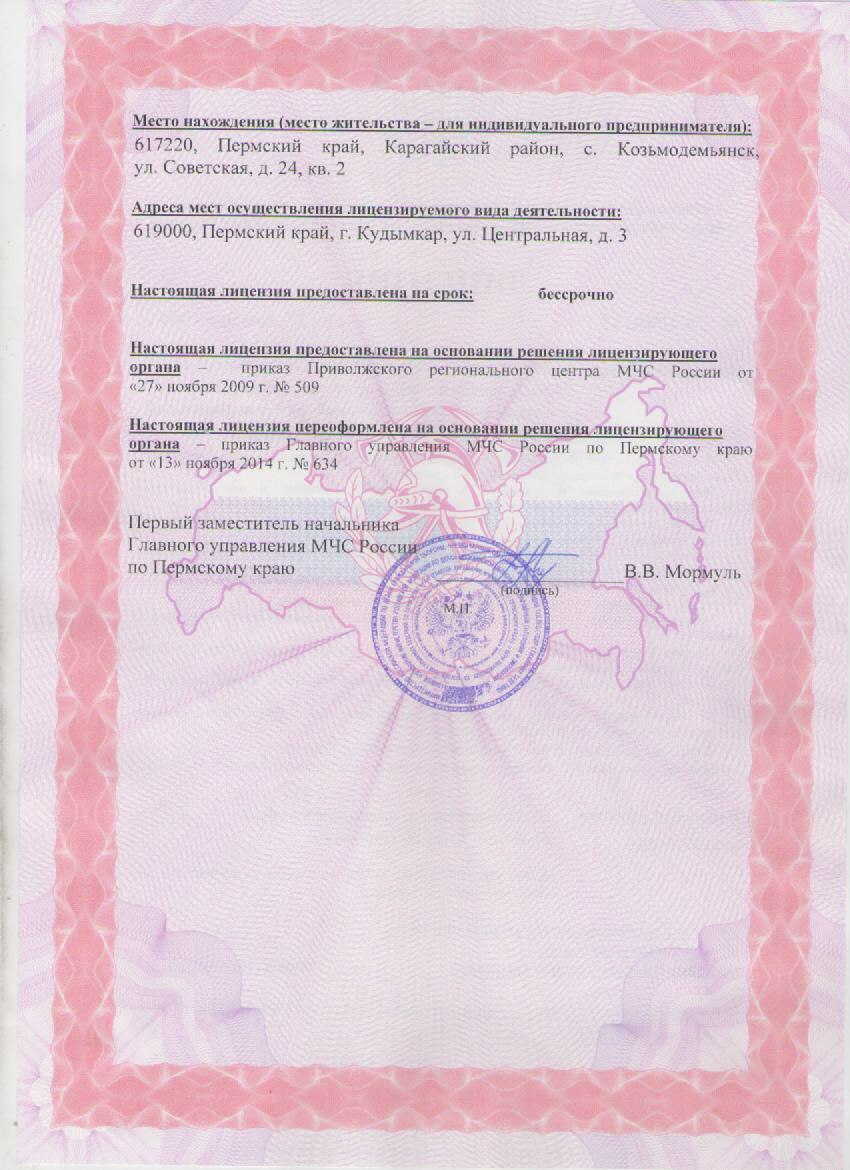 Место нахождения (место жительства – для индивидуального предпринимателя):
617220, Пермский край, Карагайский район, с. Козьмодемьянск,
ул. Советская, д. 24, кв. 2
Адреса мест осуществления лицензируемого вида деятельности:
619000, Пермский край, г. Кудымкар, ул. Центральная, д. 3
Настоящая лицензия предоставлена на срок: бессрочно
Настоящая лицензия предоставлена на основании решения лицензирующего
органа – приказ Приволжского регионального центра МЧС России от
«27» ноября 2009 г. № 509
Настоящая лицензия переоформлена на основании решения лицензирующего
органа – приказ Главного управления МЧС России по Пермскому краю
от «13» ноября 2014 г. № 634
Первый заместитель начальника
Главного управления МЧС России
по Пермскому краю
В.В. Мормуль
(подпись)
М.П.